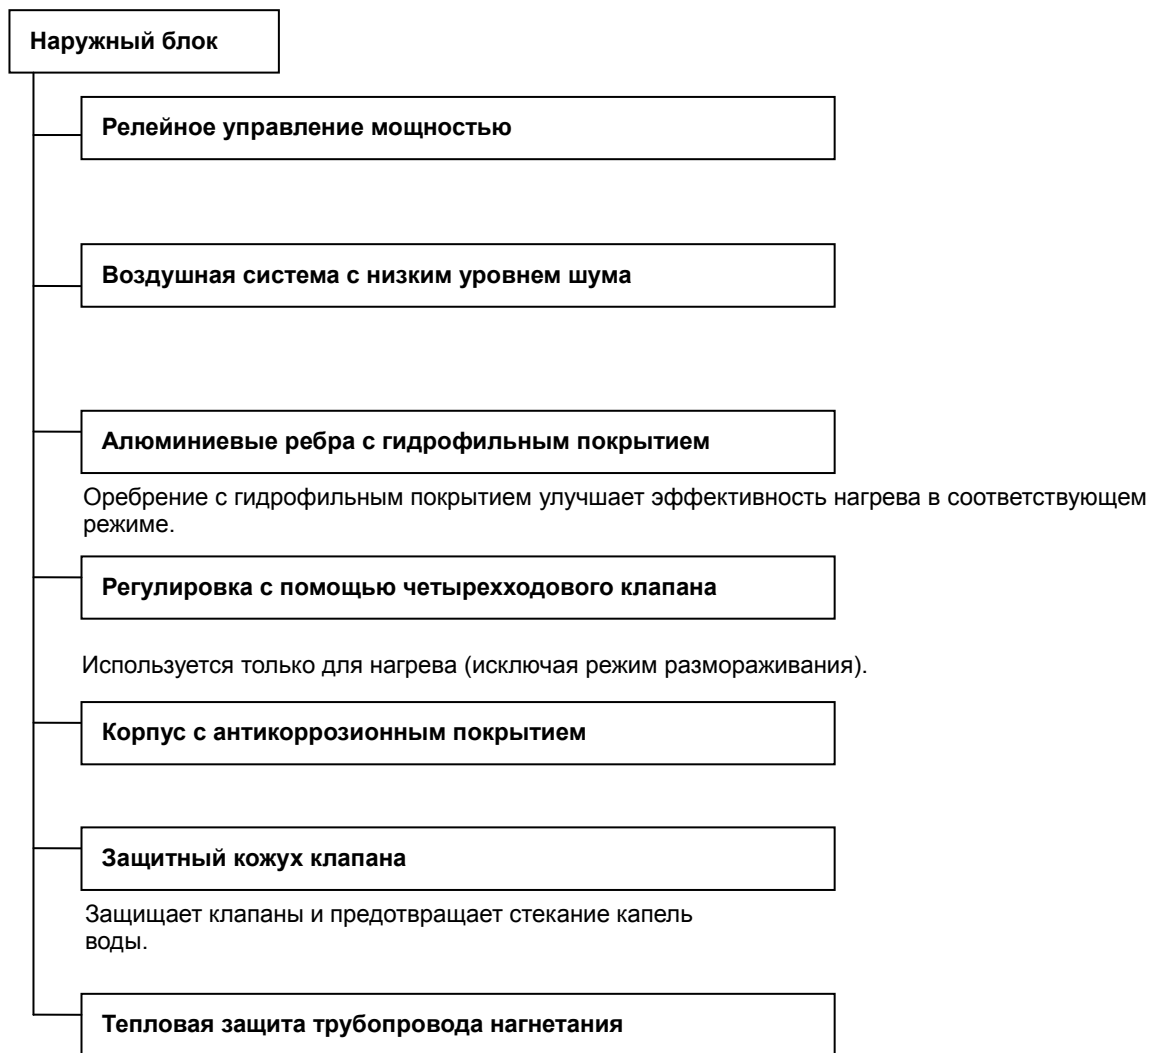 Наружный блок
Релейное управление мощностью
Воздушная система с низким уровнем шума
Алюминиевые ребра с гидрофильным покрытием
Оребрение с гидрофильным покрытием улучшает эффективность нагрева в соответствующем
режиме.
Регулировка с помощью четырехходового клапана
Используется только для нагрева (исключая режим размораживания).
Корпус с антикоррозионным покрытием
Защитный кожух клапана
Защищает клапаны и предотвращает стекание капель
воды.
Тепловая защита трубопровода нагнетания